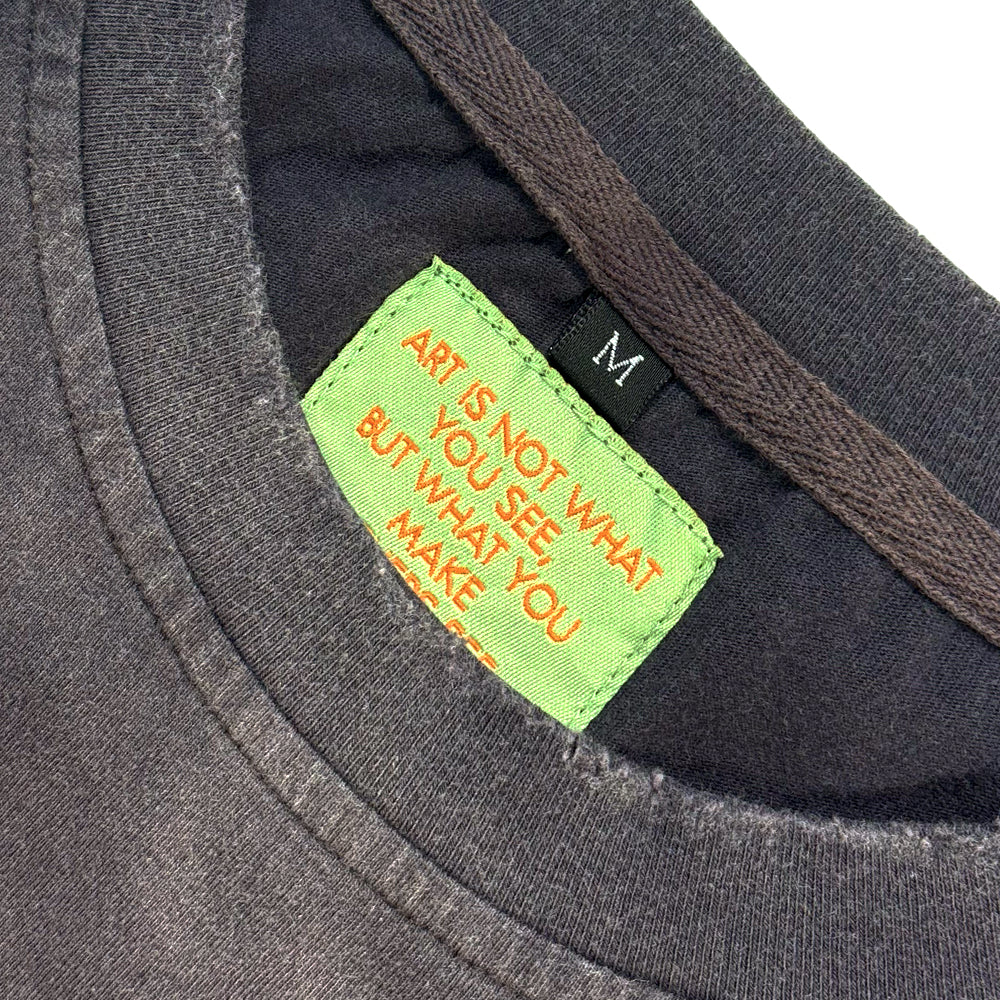 ART IS NOT WHAT
YOU SEE,
BUT WHAT YOU
MAKE
M